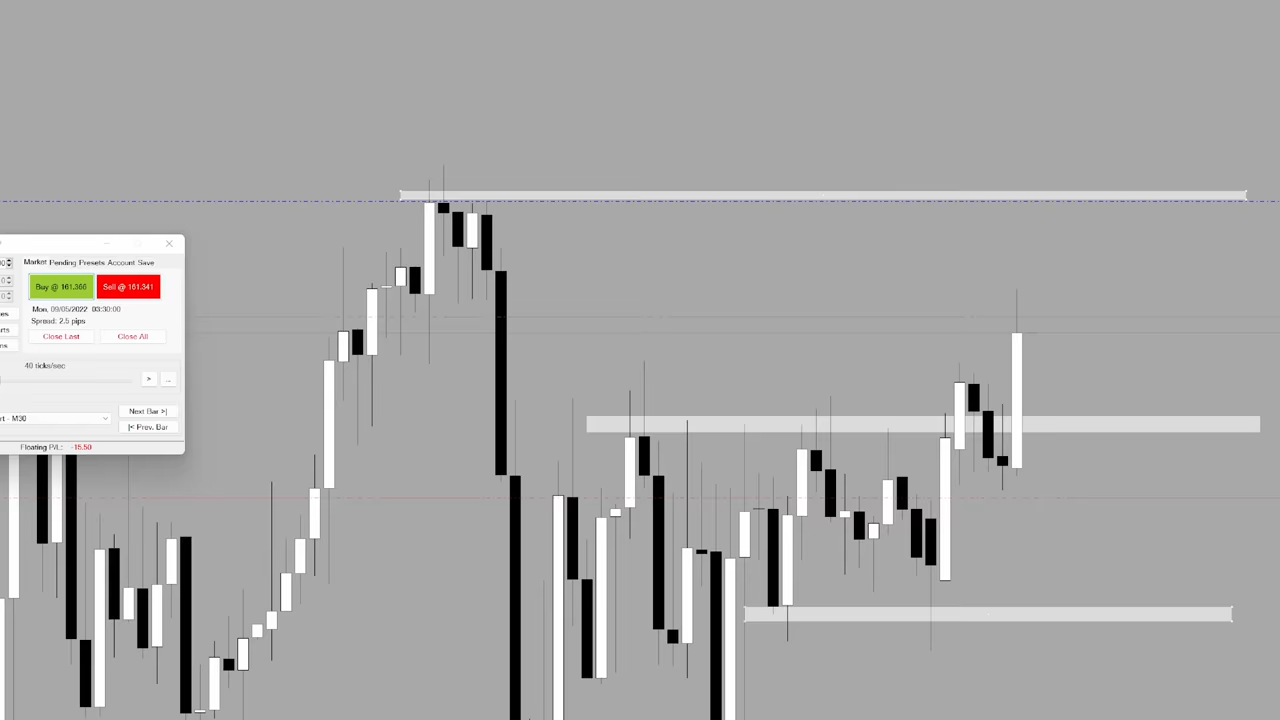 Market Pending Presets Account Save
Buy @ 161.366 Sell @ 161.341
Mon, 09/05/2022 03:30:00
Spread: 2.5 pips
Close Last Close All
40 ticks/sec
> ...
Next Bar >|
- M30
|< Prev. Bar
Floating P/L: -15.50